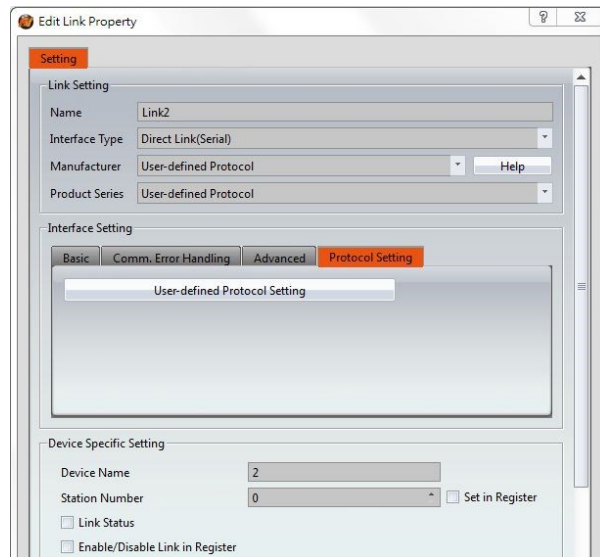 Edit Link Property
Setting
Link Setting
Name Link2
Interface Type Direct Link(Serial)
Manufacturer User-defined Protocol Help
Product Series User-defined Protocol
Interface Setting
Basic Comm. Error Handling Advanced Protocol Setting
User-defined Protocol Setting
Device Specific Setting
Device Name 2
Station Number 0 Set in Register
Link Status
Enable/Disable Link in Register